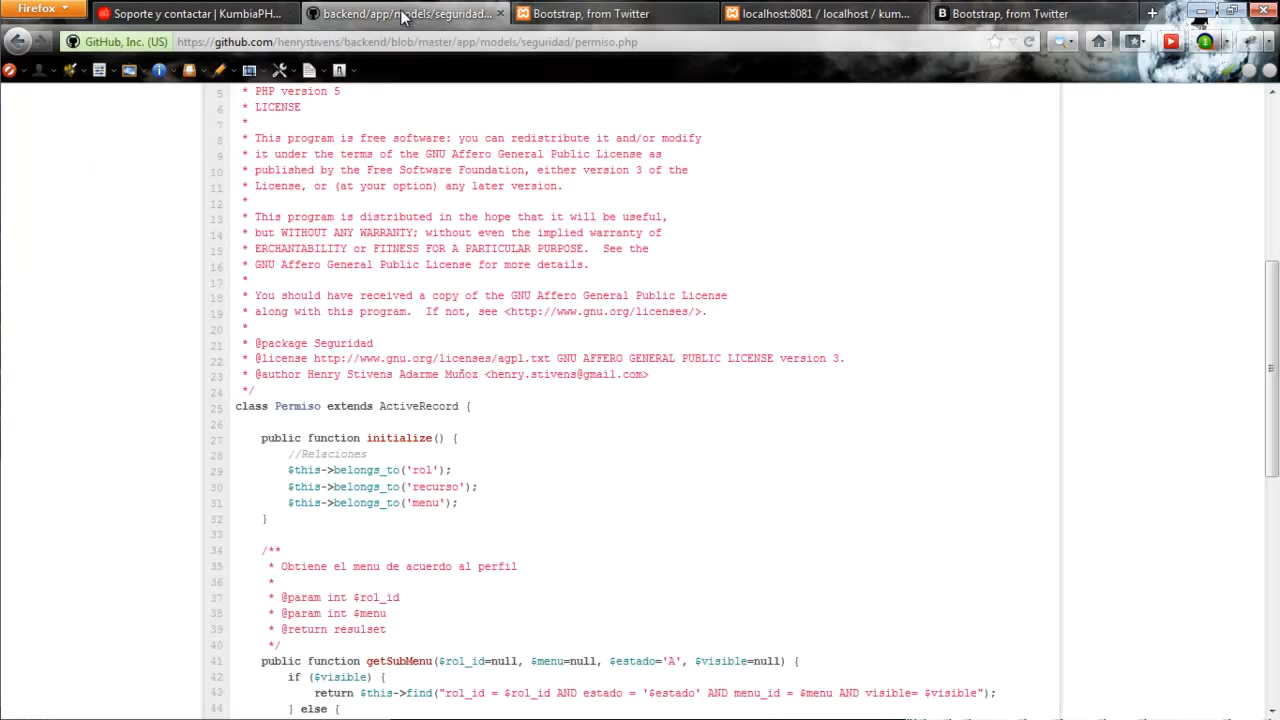 Firefox
Soporte y contactar | KumbiaPH...
backend/app/models/seguridad...
Bootstrap, from Twitter
localhost:8081 / localhost / kum...
Bootstrap, from Twitter
GitHub, Inc. (US)
https://github.com/henrystivens/backend/blob/master/app/models/seguridad/permiso.php
5 * PHP version 5
6 * LICENSE
7 *
8 * This program is free software: you can redistribute it and/or modify
9 * it under the terms of the GNU Affero General Public License as
10 * published by the Free Software Foundation, either version 3 of the
11 * License, or (at your option) any later version.
12 *
13 * This program is distributed in the hope that it will be useful,
14 * but WITHOUT ANY WARRANTY; without even the implied warranty of
15 * ERCHANTABILITY or FITNESS FOR A PARTICULAR PURPOSE.  See the
16 * GNU Affero General Public License for more details.
17 *
18 * You should have received a copy of the GNU Affero General Public License
19 * along with this program.  If not, see <http://www.gnu.org/licenses/>.
20 *
21 * @package Seguridad
22 * @license http://www.gnu.org/licenses/agpl.txt GNU AFFERO GENERAL PUBLIC LICENSE version 3.
23 * @author Henry Stivens Adarme Muñoz <henry.stivens@gmail.com>
24 */
25 class Permiso extends ActiveRecord {
26
27 public function initialize() {
28 //Relaciones
29 $this->belongs_to('rol');
30 $this->belongs_to('recurso');
31 $this->belongs_to('menu');
32 }
33
34 /**
35 * Obtiene el menu de acuerdo al perfil
36 *
37 * @param int $rol_id
38 * @param int $menu
39 * @return resulset
40 */
41 public function getSubMenu($rol_id=null, $menu=null, $estado='A', $visible=null) {
42 if ($visible) {
43 return $this->find("rol_id = $rol_id AND estado = '$estado' AND menu_id = $menu AND visible= $visible");
44 } else {